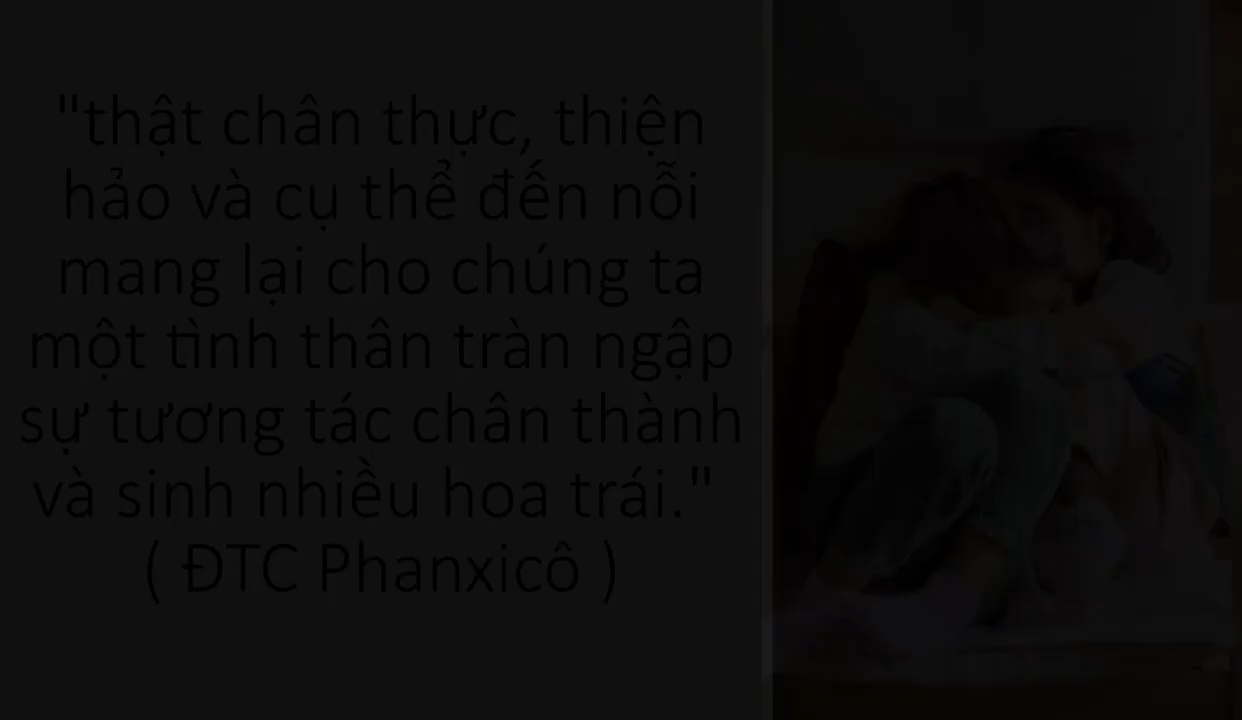 "thật chân thực, thiện
hảo và cụ thể đến nỗi
mang lại cho chúng ta
một tình thân tràn ngập
sự tương tác chân thành
và sinh nhiều hoa trái."
( ĐTC Phanxicô )